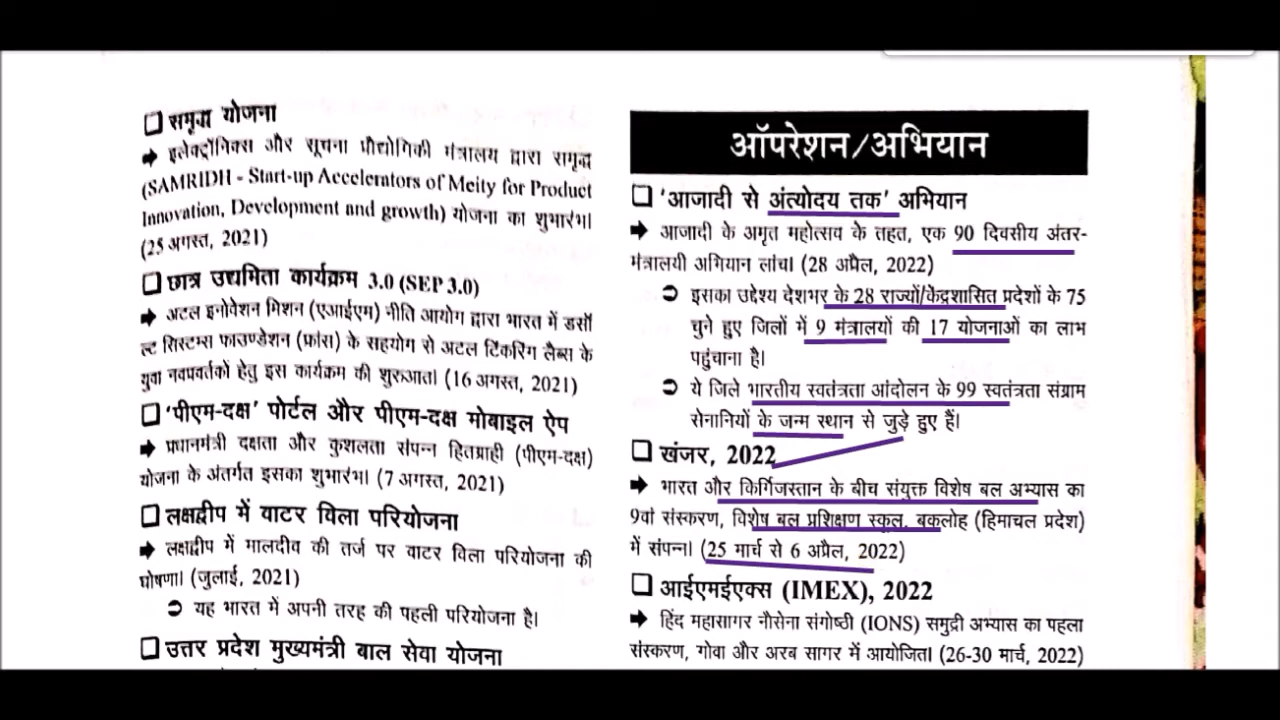 ❑ समृद्ध योजना
➡ इलेक्ट्रॉनिक्स और सूचना प्रौद्योगिकी मंत्रालय द्वारा समृद्ध
(SAMRIDH - Start-up Accelerators of Meity for Product
Innovation, Development and growth) योजना का शुभारंभ।
(25 अगस्त, 2021)
❑ छात्र उद्यमिता कार्यक्रम 3.0 (SEP 3.0)
➡ अटल इनोवेशन मिशन (एआईएम) नीति आयोग द्वारा भारत में डसॉ
ल्ट सिस्टम्स फाउण्डेशन (फ्रांस) के सहयोग से अटल टिंकरिंग लैब्स के
युवा नवप्रवर्तकों हेतु इस कार्यक्रम की शुरुआत। (16 अगस्त, 2021)
❑ 'पीएम-दक्ष' पोर्टल और पीएम-दक्ष मोबाइल ऐप
➡ प्रधानमंत्री दक्षता और कुशलता संपन्न हितग्राही (पीएम-दक्ष)
योजना के अंतर्गत इसका शुभारंभ। (7 अगस्त, 2021)
❑ लक्षद्वीप में वाटर विला परियोजना
➡ लक्षद्वीप में मालदीव की तर्ज पर वाटर विला परियोजना की
घोषणा। (जुलाई, 2021)
➲ यह भारत में अपनी तरह की पहली परियोजना है।
❑ उत्तर प्रदेश मुख्यमंत्री बाल सेवा योजना
ऑपरेशन/अभियान
❑ 'आजादी से अंत्योदय तक' अभियान
➡ आजादी के अमृत महोत्सव के तहत, एक 90 दिवसीय अंतर-
मंत्रालयी अभियान लांच। (28 अप्रैल, 2022)
➲ इसका उद्देश्य देशभर के 28 राज्यों/केंद्रशासित प्रदेशों के 75
चुने हुए जिलों में 9 मंत्रालयों की 17 योजनाओं का लाभ
पहुंचाना है।
➲ ये जिले भारतीय स्वतंत्रता आंदोलन के 99 स्वतंत्रता संग्राम
सेनानियों के जन्म स्थान से जुड़े हुए हैं।
❑ खंजर, 2022
➡ भारत और किर्गिजस्तान के बीच संयुक्त विशेष बल अभ्यास का
9वां संस्करण, विशेष बल प्रशिक्षण स्कूल, बकलोह (हिमाचल प्रदेश)
में संपन्न। (25 मार्च से 6 अप्रैल, 2022)
❑ आईएमईएक्स (IMEX), 2022
➡ हिंद महासागर नौसेना संगोष्ठी (IONS) समुद्री अभ्यास का पहला
संस्करण, गोवा और अरब सागर में आयोजित। (26-30 मार्च, 2022)